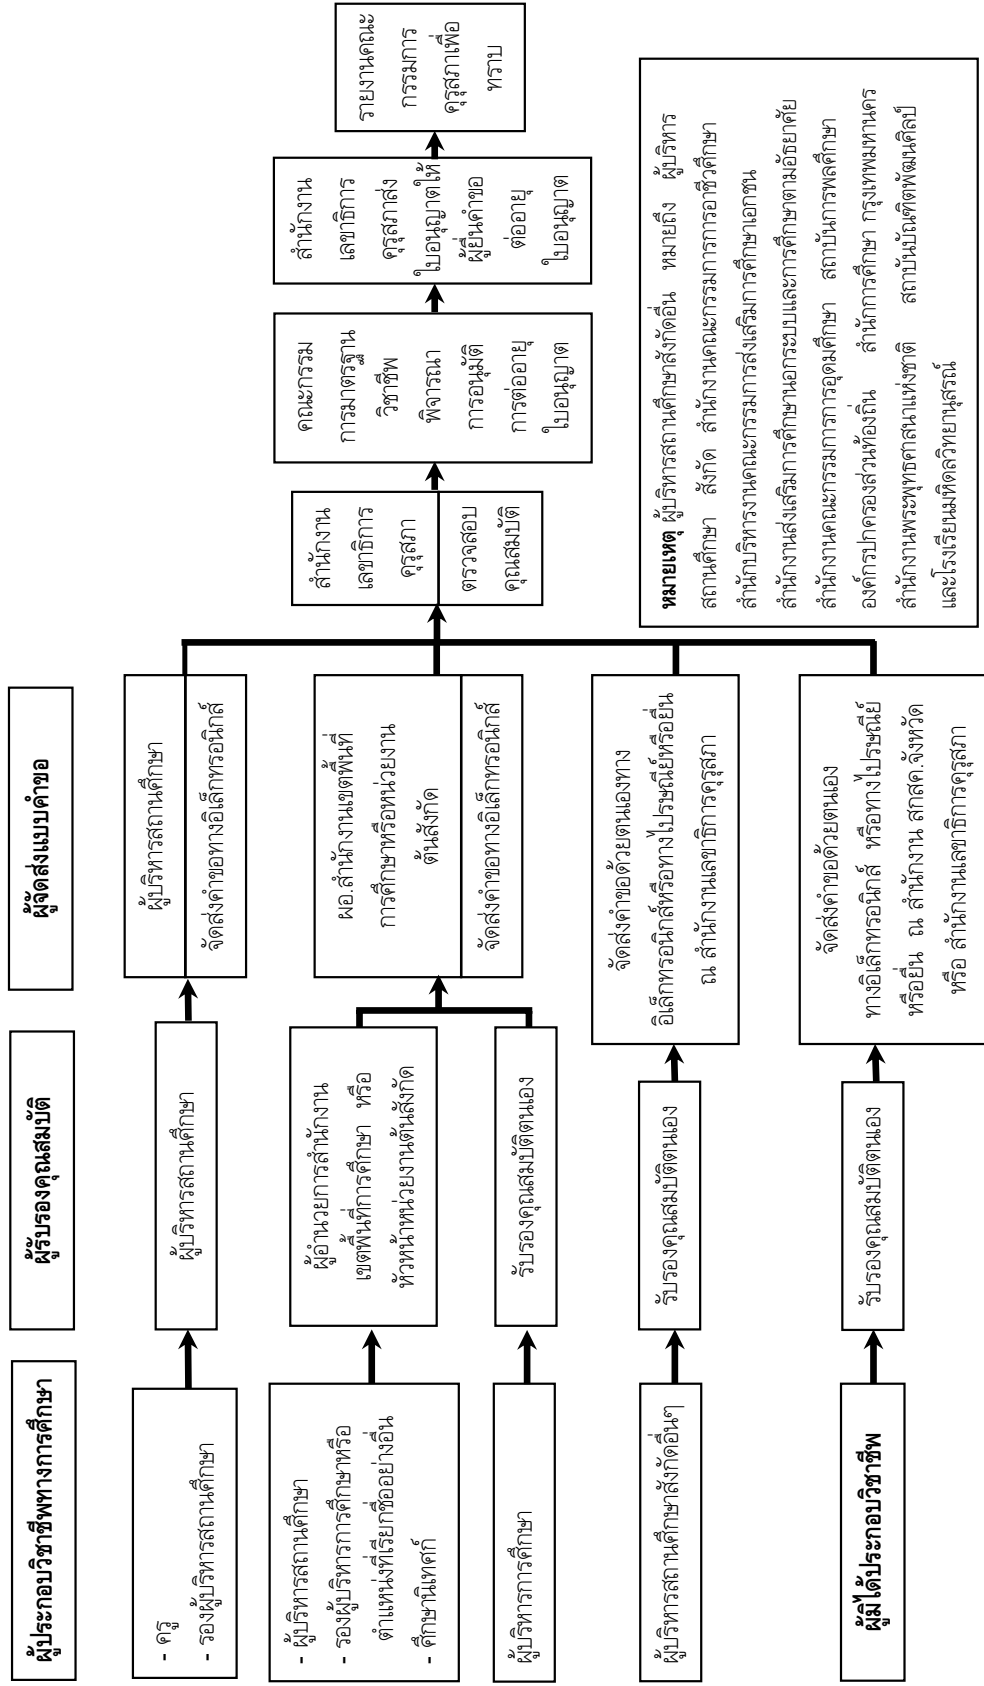 ผู้ประกอบวิชาชีพทางการศึกษา
ผู้รับรองคุณสมบัติ
ผู้จัดส่งแบบคำขอ
- ครู
- รองผู้บริหารสถานศึกษา
ผู้บริหารสถานศึกษา
ผู้บริหารสถานศึกษา
จัดส่งคำขอทางอิเล็กทรอนิกส์
- ผู้บริหารสถานศึกษา
- รองผู้บริหารการศึกษาหรือ
ตำแหน่งที่เรียกชื่ออย่างอื่น
- ศึกษานิเทศก์
ผู้อำนวยการสำนักงาน
เขตพื้นที่การศึกษา หรือ
หัวหน้าหน่วยงานต้นสังกัด
ผู้บริหารการศึกษา
รับรองคุณสมบัติตนเอง
ผอ.สำนักงานเขตพื้นที่
การศึกษาหรือหน่วยงาน
ต้นสังกัด
จัดส่งคำขอทางอิเล็กทรอนิกส์
ผู้บริหารสถานศึกษาสังกัดอื่นๆ
รับรองคุณสมบัติตนเอง
จัดส่งคำขอด้วยตนเองทาง
อิเล็กทรอนิกส์หรือทางไปรษณีย์หรือยื่น
ณ สำนักงานเลขาธิการคุรุสภา
ผู้มิได้ประกอบวิชาชีพ
รับรองคุณสมบัติตนเอง
จัดส่งคำขอด้วยตนเอง
ทางอิเล็กทรอนิกส์ หรือทางไปรษณีย์
หรือยื่น ณ สำนักงาน สกสค.จังหวัด
หรือ สำนักงานเลขาธิการคุรุสภา
สำนักงาน
เลขาธิการ
คุรุสภา
ตรวจสอบ
คุณสมบัติ
คณะกรรม
การมาตรฐาน
วิชาชีพ
พิจารณา
การอนุมัติ
การต่ออายุ
ใบอนุญาต
สำนักงาน
เลขาธิการ
คุรุสภาส่ง
ใบอนุญาตให้
ผู้ยื่นคำขอ
ต่ออายุ
ใบอนุญาต
รายงานคณะ
กรรมการ
คุรุสภาเพื่อ
ทราบ
หมายเหตุ ผู้บริหารสถานศึกษาสังกัดอื่น หมายถึง ผู้บริหาร
สถานศึกษา สังกัด สำนักงานคณะกรรมการการอาชีวศึกษา
สำนักบริหารงานคณะกรรมการส่งเสริมการศึกษาเอกชน
สำนักงานส่งเสริมการศึกษานอกระบบและการศึกษาตามอัธยาศัย
สำนักงานคณะกรรมการการอุดมศึกษา สถาบันการพลศึกษา
องค์กรปกครองส่วนท้องถิ่น สำนักการศึกษา กรุงเทพมหานคร
สำนักงานพระพุทธศาสนาแห่งชาติ สถาบันบัณฑิตพัฒนศิลป์
และโรงเรียนมหิดลวิทยานุสรณ์